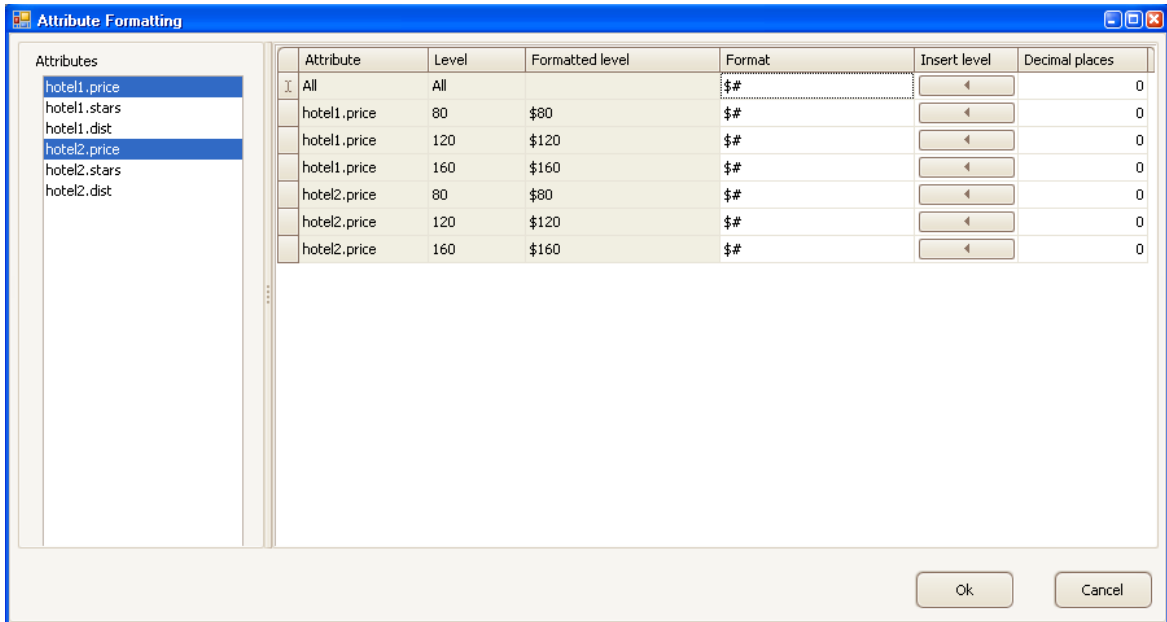 Attribute Formatting
Attributes
hotel1.price
hotel1.stars
hotel1.dist
hotel2.price
hotel2.stars
hotel2.dist
Attribute Level Formatted level Format Insert level Decimal places
All All $# 0
hotel1.price 80 $80 $# 0
hotel1.price 120 $120 $# 0
hotel1.price 160 $160 $# 0
hotel2.price 80 $80 $# 0
hotel2.price 120 $120 $# 0
hotel2.price 160 $160 $# 0
Ok Cancel